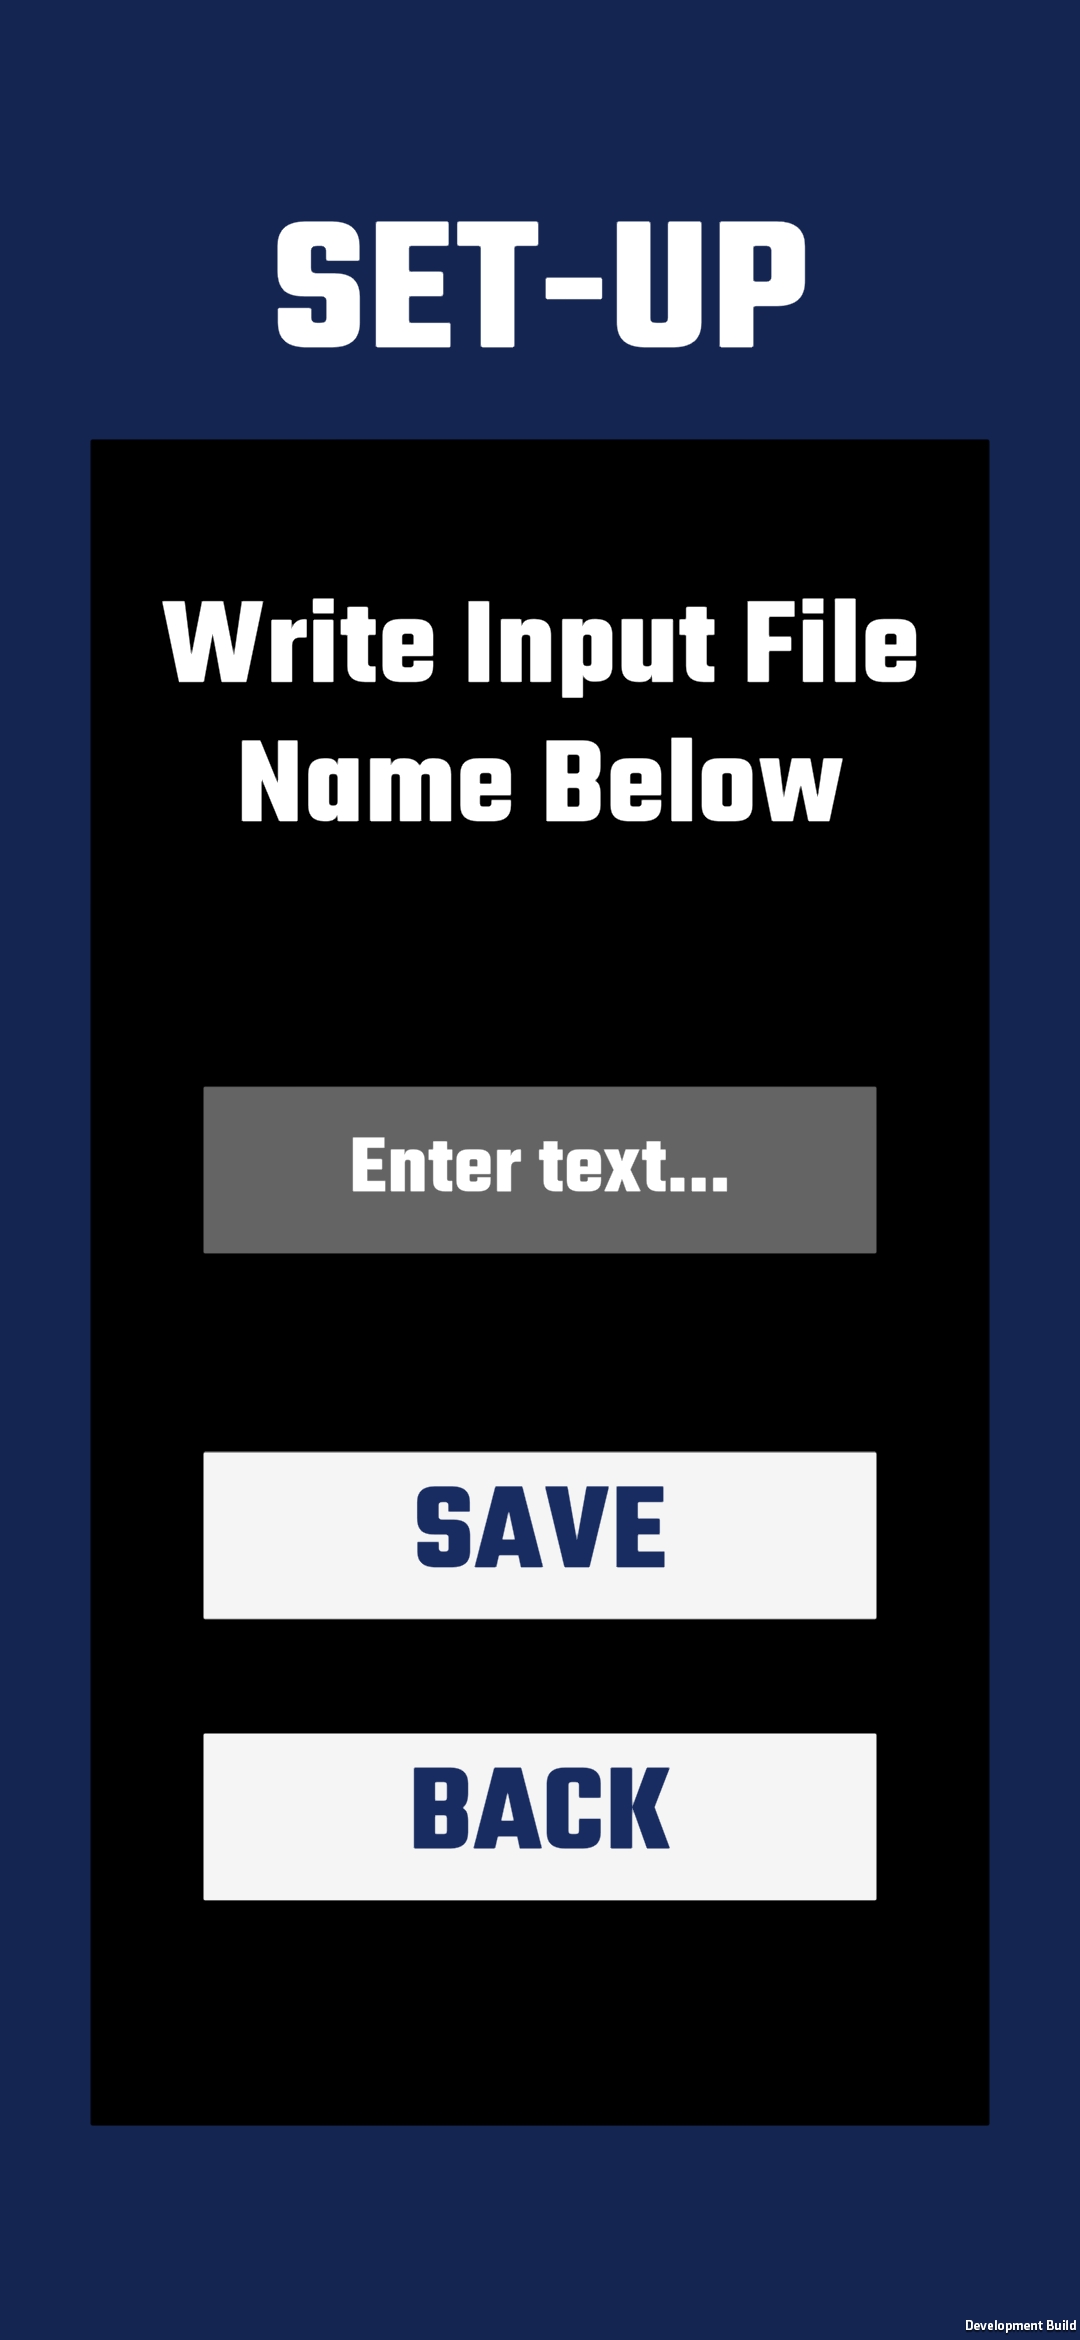 SET-UP
Write Input File
Name Below
Enter text...
SAVE
BACK
Development Build